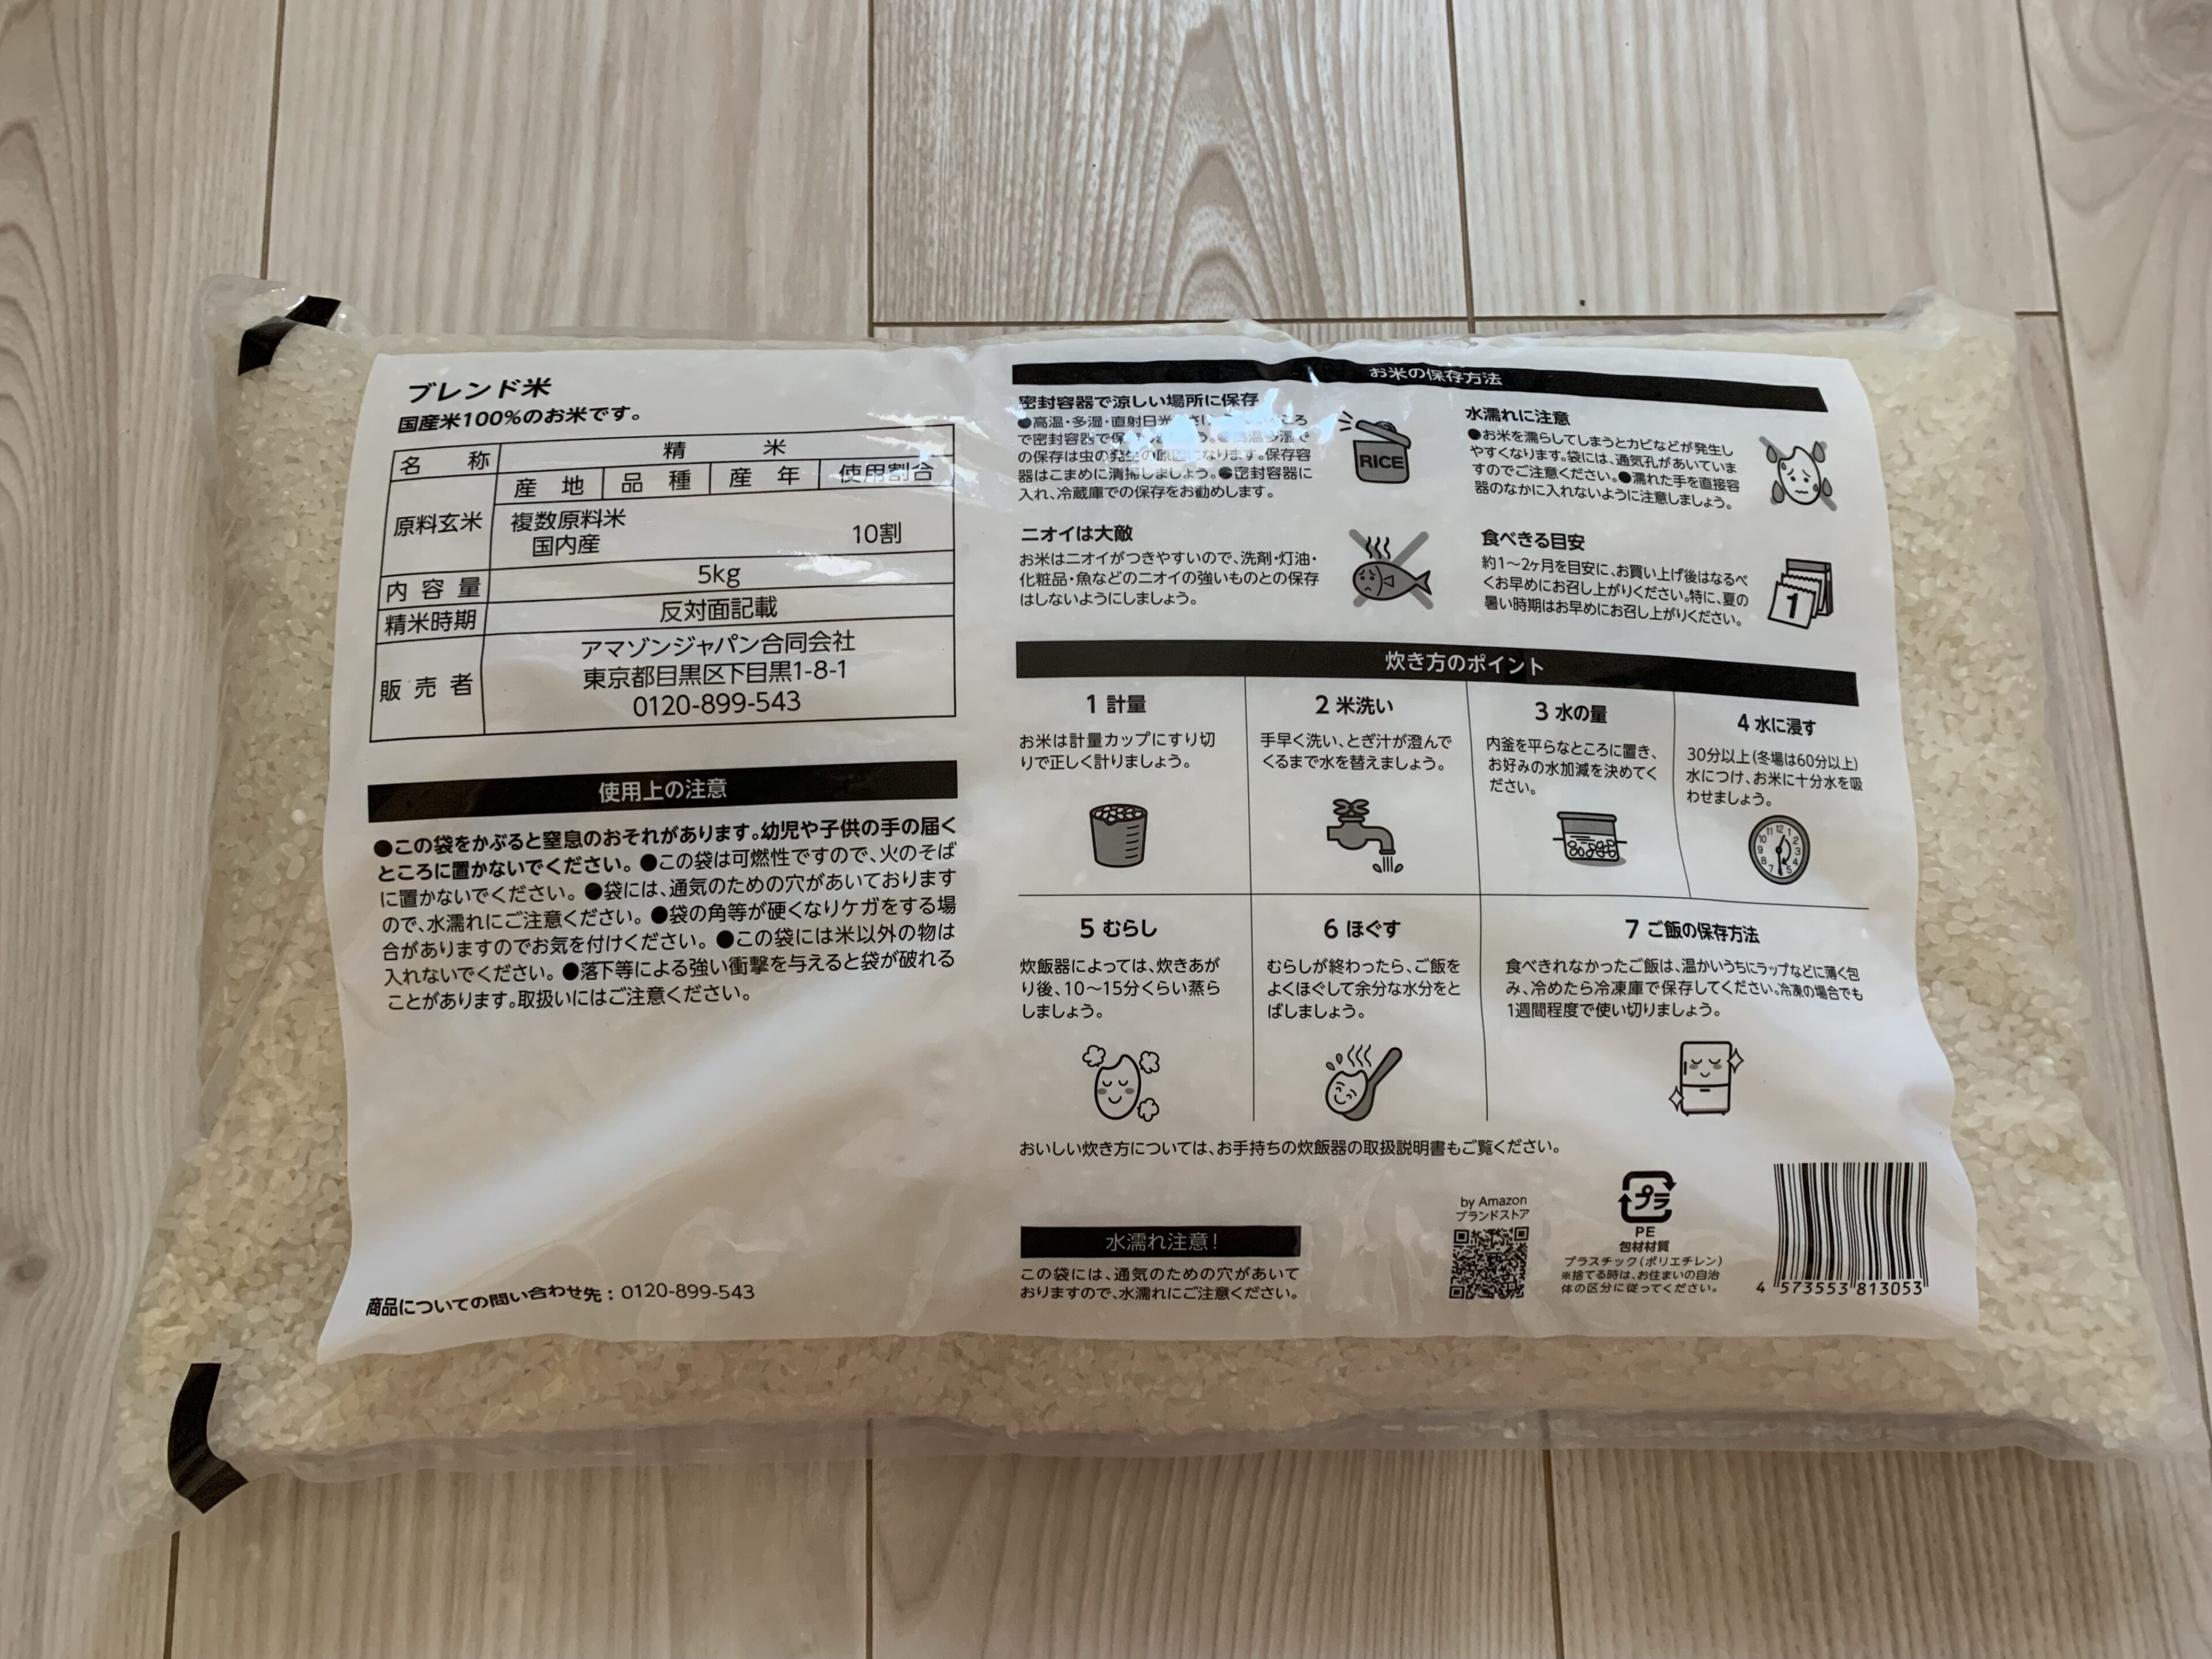 ブレンド米
国産米100%のお米です。
名称 精米
原料玄米 産地 品種 産年 使用割合
複数原料米
国内産 10割
内容量 5kg
精米時期 反対面記載
販売者 アマゾンジャパン合同会社
東京都目黒区下目黒1-8-1
0120-899-543
使用上の注意
●この袋をかぶると窒息のおそれがあります。幼児や子供の手の届く
ところに置かないでください。●この袋は可燃性ですので、火のそば
に置かないでください。●袋には、通気のための穴があいております
ので、水濡れにご注意ください。●袋の角等が硬くなりケガをする場
合がありますのでお気を付けください。●この袋には米以外の物は
入れないでください。●落下等による強い衝撃を与えると袋が破れる
ことがあります。取扱いにはご注意ください。
商品についての問い合わせ先：0120-899-543
お米の保存方法
密封容器で涼しい場所に保存
●高温・多湿・直射日光 ころ
で密封容器で保 う。●高温多湿で
の保存は虫の発生の原因になります。保存容
器はこまめに清掃しましょう。●密封容器に
入れ、冷蔵庫での保存をお勧めします。
RICE
水濡れに注意
●お米を濡らしてしまうとカビなどが発生し
やすくなります。袋には、通気孔があいていま
すのでご注意ください。●濡れた手を直接容
器のなかに入れないように注意しましょう。
ニオイは大敵
お米はニオイがつきやすいので、洗剤・灯油・
化粧品・魚などのニオイの強いものとの保存
はしないようにしましょう。
食べきる目安
約1〜2ヶ月を目安に、お買い上げ後はなるべ
くお早めにお召し上がりください。特に、夏の
暑い時期はお早めにお召し上がりください。
1
炊き方のポイント
1 計量
お米は計量カップにすり切
りで正しく計りましょう。
2 米洗い
手早く洗い、とぎ汁が澄んで
くるまで水を替えましょう。
3 水の量
内釜を平らなところに置き、
お好みの水加減を決めてく
ださい。
4 水に浸す
30分以上(冬場は60分以上)
水につけ、お米に十分水を吸
わせましょう。
5 むらし
炊飯器によっては、炊きあが
り後、10〜15分くらい蒸ら
しましょう。
6 ほぐす
むらしが終わったら、ご飯を
よくほぐして余分な水分をと
ばしましょう。
7 ご飯の保存方法
食べきれなかったご飯は、温かいうちにラップなどに薄く包
み、冷めたら冷凍庫で保存してください。冷凍の場合でも
1週間程度で使い切りましょう。
おいしい炊き方については、お手持ちの炊飯器の取扱説明書もご覧ください。
水濡れ注意！
この袋には、通気のための穴があいて
おりますので、水濡れにご注意ください。
by Amazon
ブランドストア
プラ
PE
包材材質
プラスチック(ポリエチレン)
※捨てる時は、お住まいの自治
体の区分に従ってください。
4 573553 813053